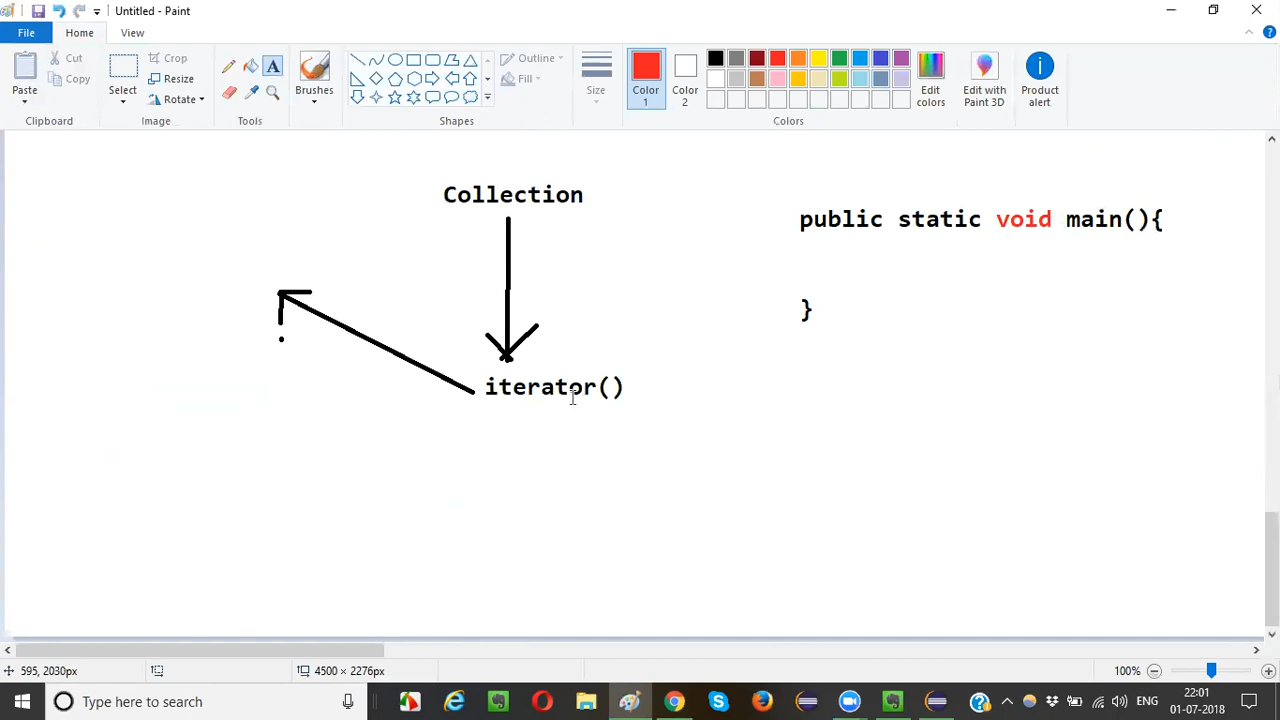 Untitled - Paint
File
Home
View
Paste
Cut
Copy
Clipboard
Select
Crop
Resize
Rotate
Image
A
Tools
Brushes
Outline
Fill
Shapes
Size
Color 1
Color 2
Edit colors
Colors
Edit with Paint 3D
Product alert
Collection
public static void main(){
}
iterator()
595, 2030px
4500 × 2276px
100%
Type here to search
ENG
22:01
01-07-2018